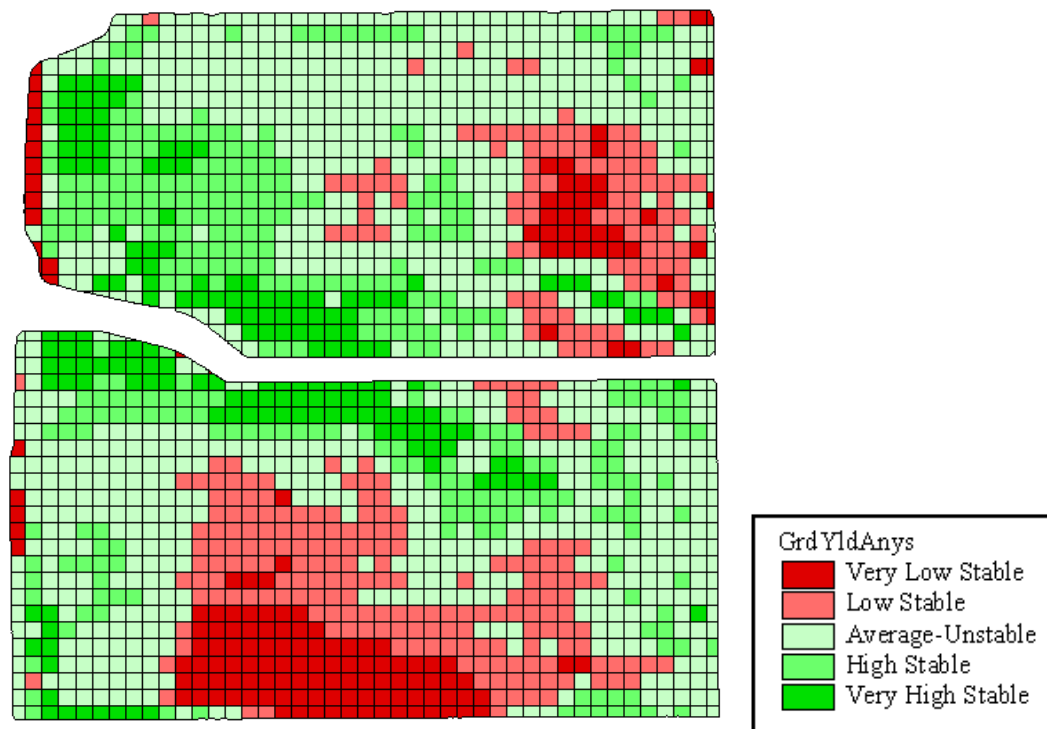 GrdYldAnys
Very Low Stable
Low Stable
Average-Unstable
High Stable
Very High Stable